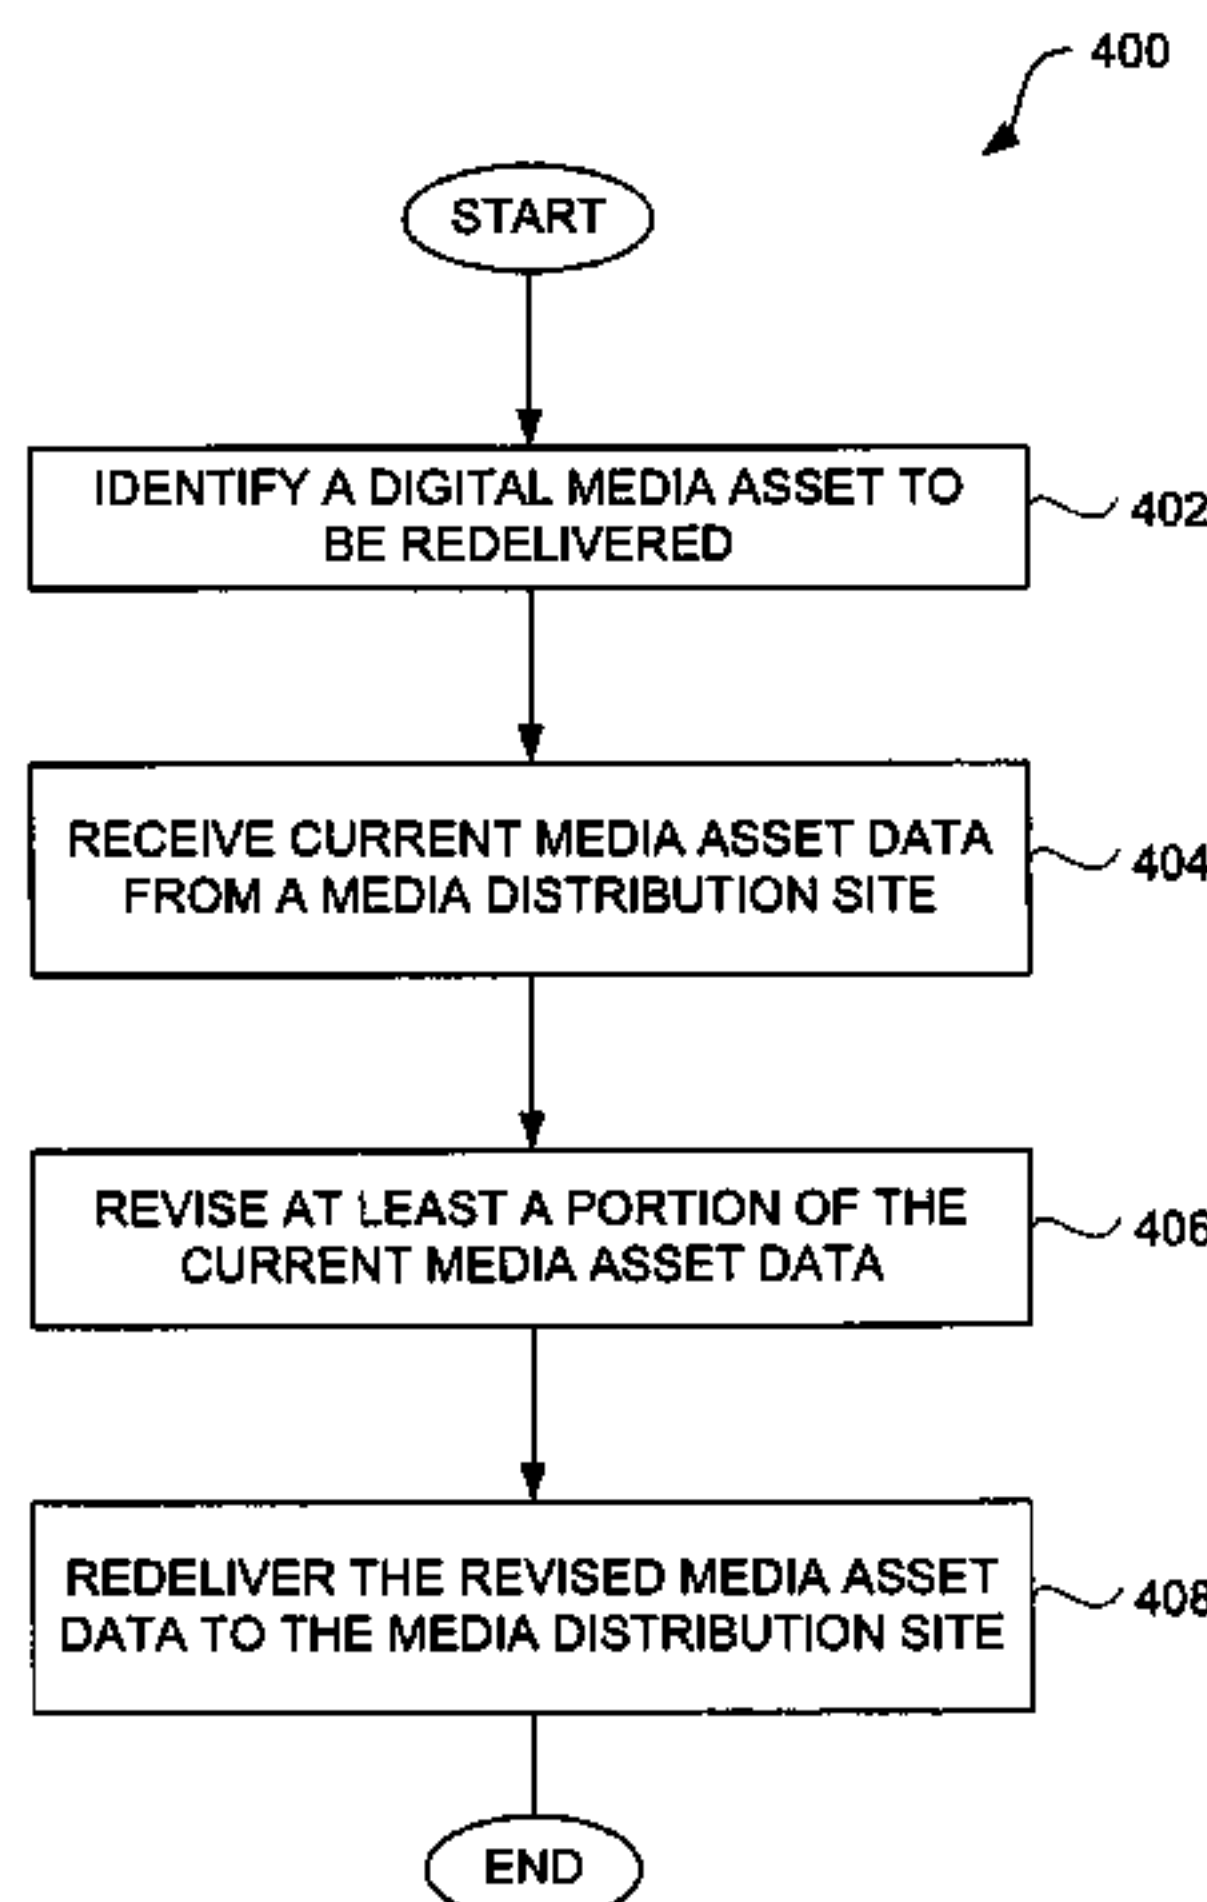 400
START
IDENTIFY A DIGITAL MEDIA ASSET TO
BE REDELIVERED
402
RECEIVE CURRENT MEDIA ASSET DATA
FROM A MEDIA DISTRIBUTION SITE
404
REVISE AT LEAST A PORTION OF THE
CURRENT MEDIA ASSET DATA
406
REDELIVER THE REVISED MEDIA ASSET
DATA TO THE MEDIA DISTRIBUTION SITE
408
END